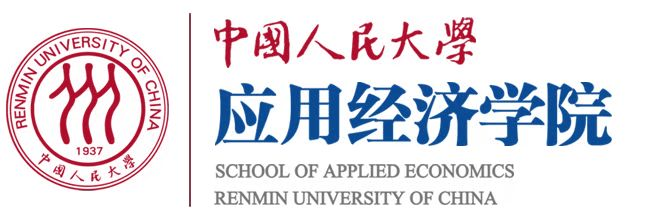 RENMIN UNIVERSITY OF CHINA
1937
中國人民大學
中國人民大學
应用经济学院
SCHOOL OF APPLIED ECONOMICS
RENMIN UNIVERSITY OF CHINA